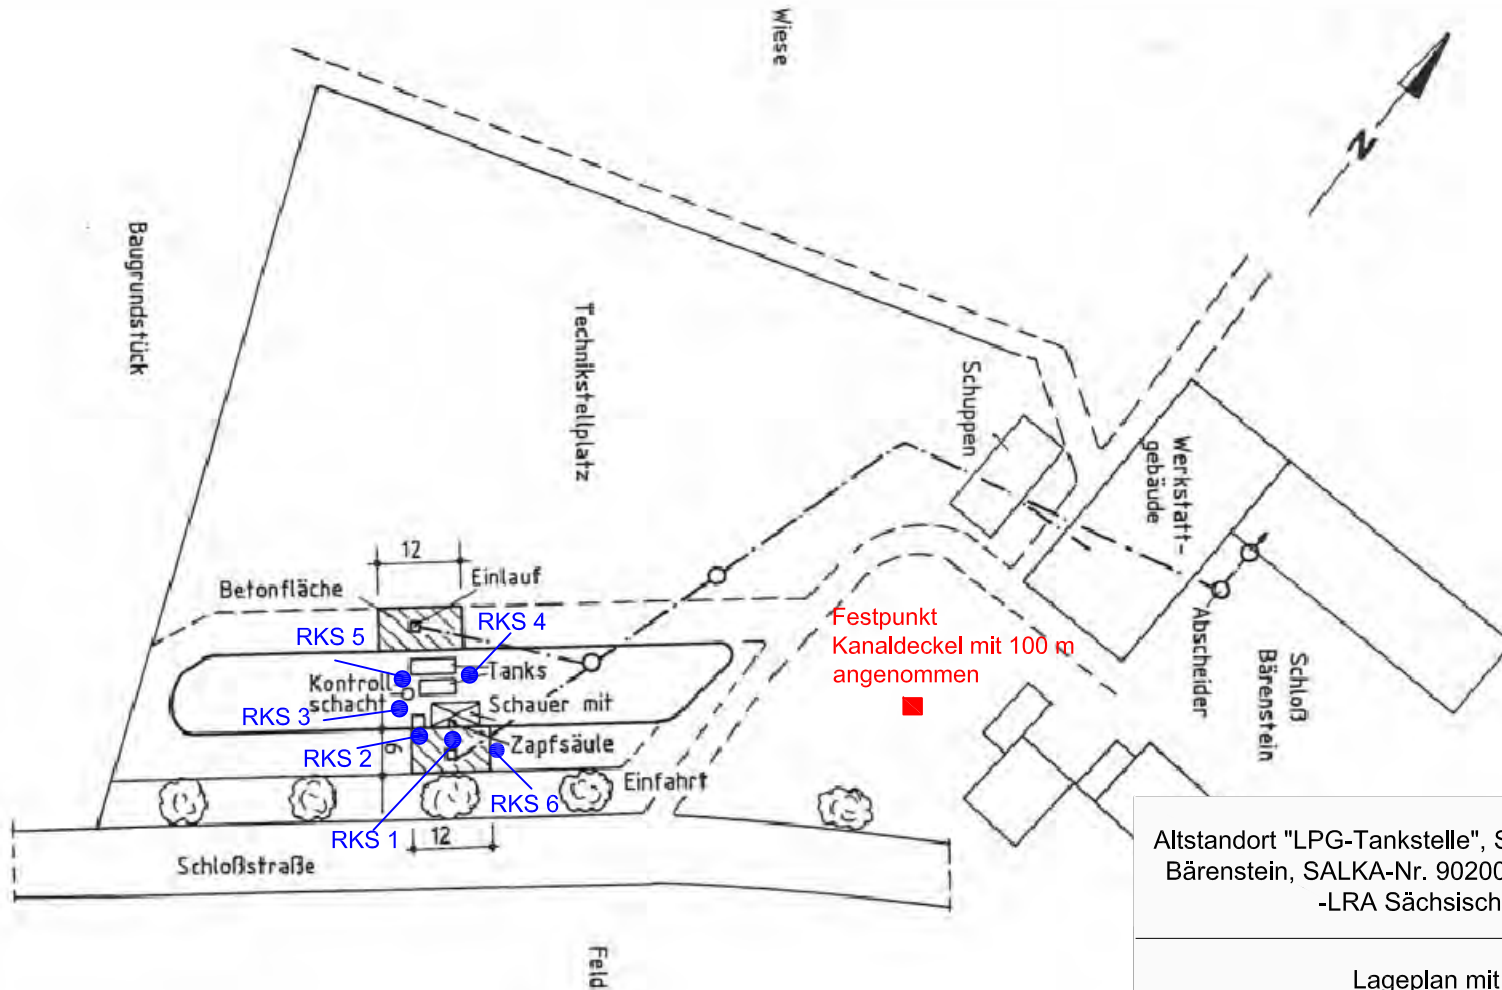 Wiese
N
Baugrundstück
Technikstellplatz
Schuppen
Werkstatt-
gebäude
Abscheider
Schloß
Bärenstein
12
Betonfläche
Einlauf
RKS 5
RKS 4
Festpunkt
Kanaldeckel mit 100 m
angenommen
Tanks
Kontroll
schacht
Schauer mit
RKS 3
Zapfsäule
RKS 2
9
Einfahrt
RKS 6
RKS 1
12
Schloßstraße
Feld
Altstandort "LPG-Tankstelle", S
Bärenstein, SALKA-Nr. 90200
-LRA Sächsisch
Lageplan mit